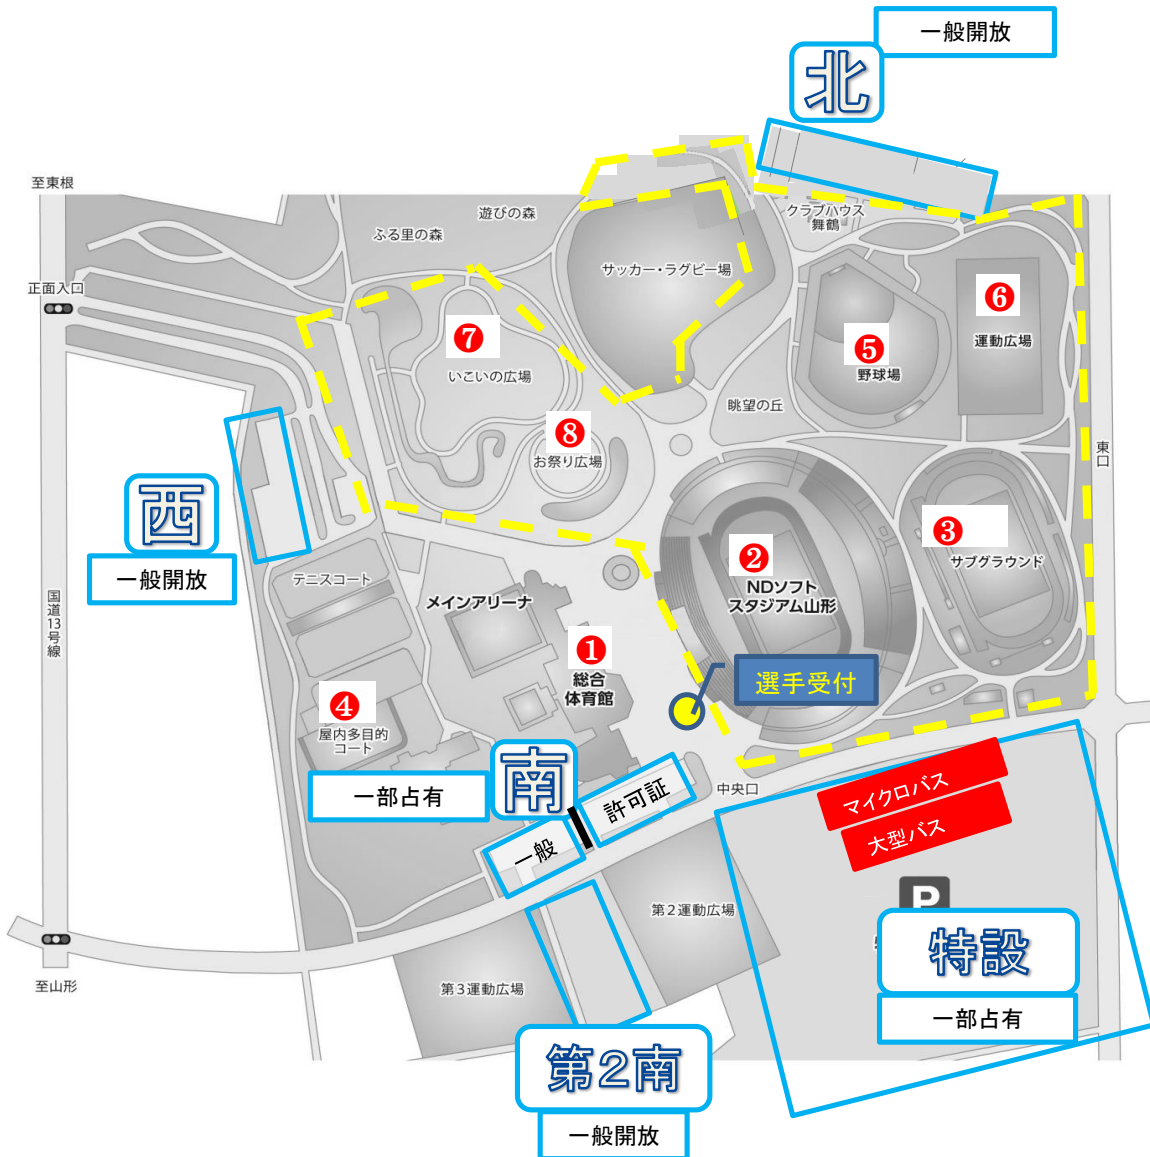 一般開放
北
至東根
遊びの森
クラブハウス
舞鶴
ふる里の森
サッカー・ラグビー場
正面入口
❻
運動広場
❼
❺
いこいの広場
野球場
眺望の丘
❽
お祭り広場
東口
西
一般開放
❸
サブグラウンド
❷
NDソフト
スタジアム山形
テニスコート
メインアリーナ
国道13号線
❶
総合
体育館
選手受付
❹
屋内多目的
コート
南
一部占有
許可証
中央口
マイクロバス
大型バス
一般
P
第2運動広場
特設
一部占有
至山形
第3運動広場
第2南
一般開放